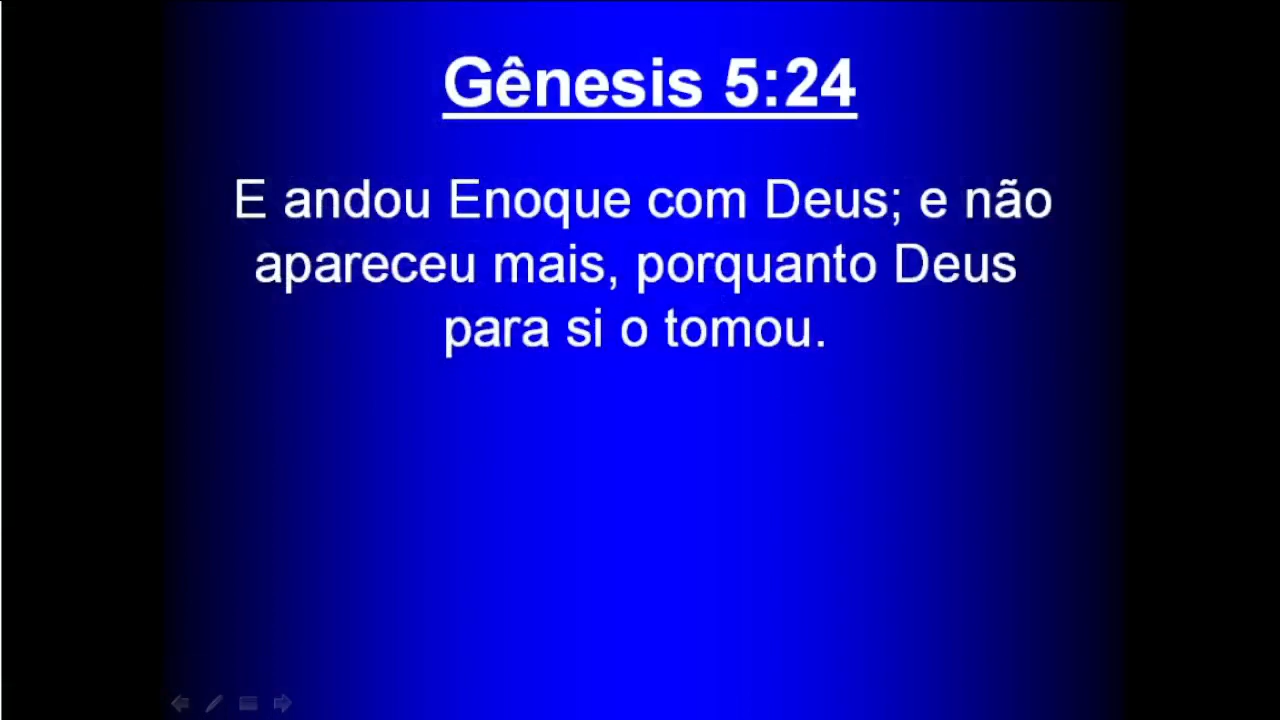 Gênesis 5:24
E andou Enoque com Deus; e não
apareceu mais, porquanto Deus
para si o tomou.